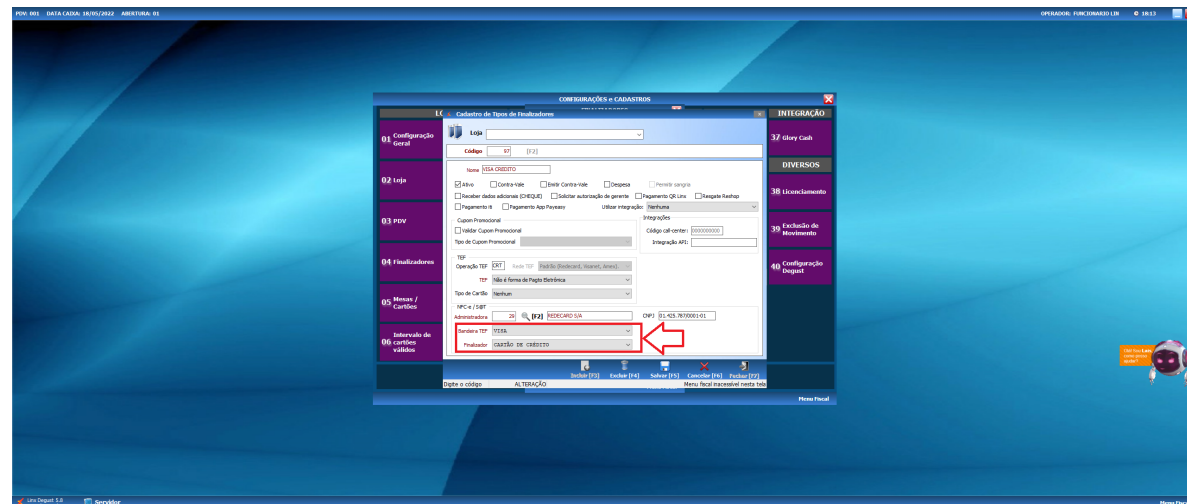 PDV: 001 DATA CAIXA: 18/05/2022 ABERTURA: 01
OPERADOR: FUNCIONARIO LIN 18:13
CONFIGURAÇÕES e CADASTROS
Cadastro de Tipos de Finalizadores
INTEGRAÇÃO
01 Configuração Geral
02 Loja
03 PDV
04 Finalizadores
05 Mesas / Cartões
06 Intervalo de cartões válidos
Loja
Código 97 [F2]
Nome VISA CREDITO
Ativo Contra-Vale Emitir Contra-Vale Despesa Permitir sangria
Receber dados adicionais (CHEQUE) Solicitar autorização de gerente Pagamento QR Linx Resgate Reshop
Pagamento Iti Pagamento App Payeasy Utilizar integração: Nenhuma
Cupom Promocional
Validar Cupom Promocional
Tipo de Cupom Promocional
Integrações
Código call-center: 0000000000
Integração API:
TEF
Operação TEF CRT Rede TEF Padrão (Redecard, Visanet, Amex).
TEF Não é forma de Pagto Eletrônica
Tipo de Cartão Nenhum
NFC-e / S@T
Administradora 28 [F2] REDECARD S/A CNPJ 01.425.787/0001-01
Bandeira TEF VISA
Finalizador CARTÃO DE CRÉDITO
Incluir [F3] Excluir [F4] Salvar [F5] Cancelar [F6] Fechar [F7]
Digite o código ALTERAÇÃO Menu fiscal inacessível nesta tela
37 Glory Cash
DIVERSOS
38 Licenciamento
39 Exclusão de Movimento
40 Configuração Degust
Menu Fiscal
Linx Degust 5.8 Servidor